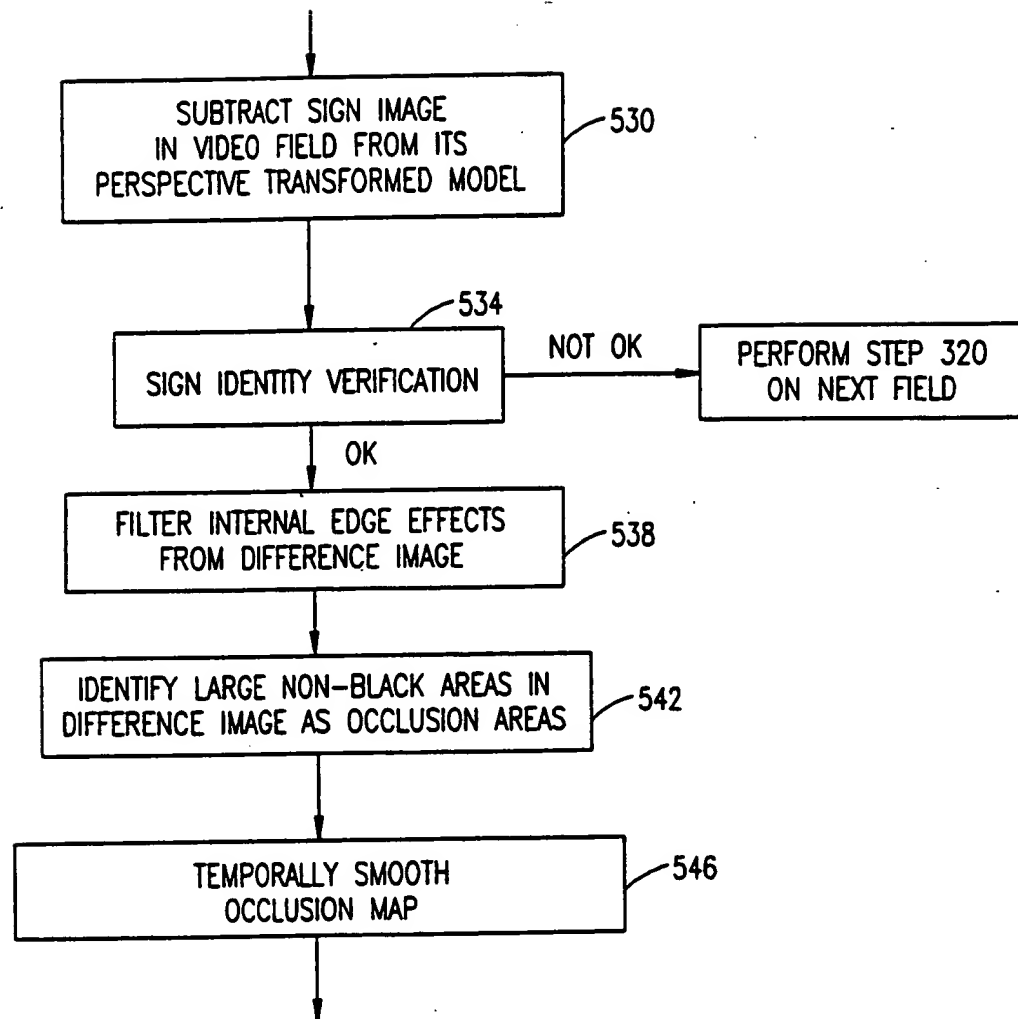 SUBTRACT SIGN IMAGE
IN VIDEO FIELD FROM ITS
PERSPECTIVE TRANSFORMED MODEL
530
534
SIGN IDENTITY VERIFICATION
NOT OK
PERFORM STEP 320
ON NEXT FIELD
OK
FILTER INTERNAL EDGE EFFECTS
FROM DIFFERENCE IMAGE
538
IDENTIFY LARGE NON-BLACK AREAS IN
DIFFERENCE IMAGE AS OCCLUSION AREAS
542
TEMPORALLY SMOOTH
OCCLUSION MAP
546